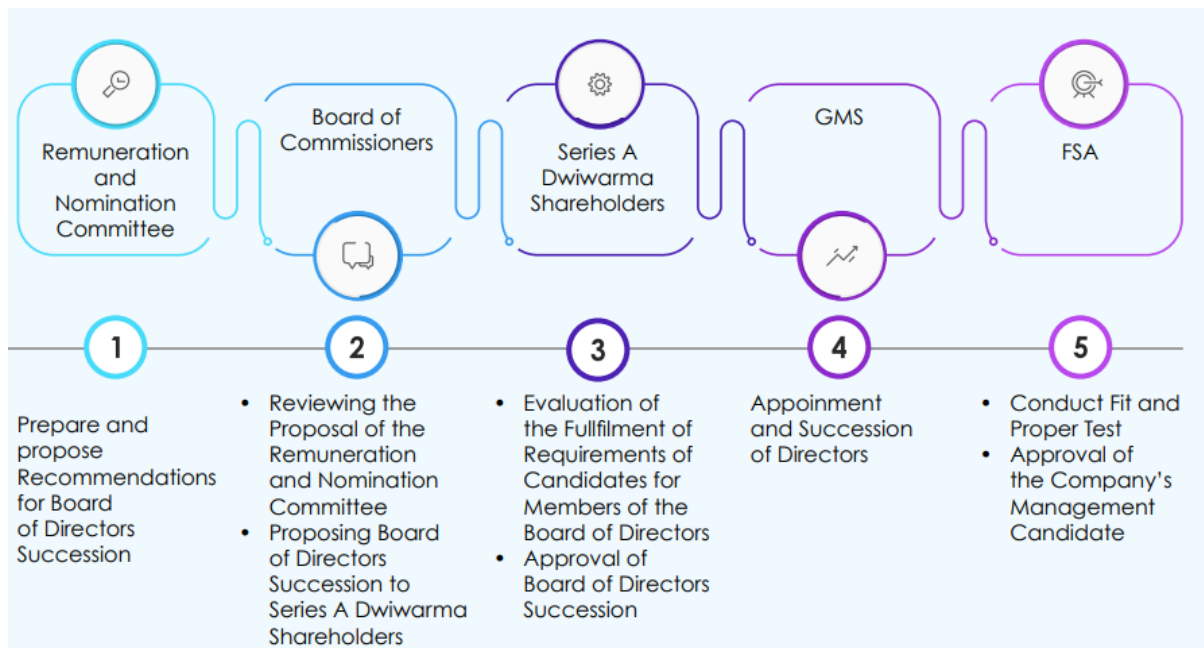 Remuneration
and
Nomination
Committee
Board of
Commissioners
Series A
Dwiwarma
Shareholders
GMS
FSA
1
2
3
4
5
Prepare and
propose
Recommendations
for Board
of Directors
Succession
• Reviewing the
Proposal of the
Remuneration
and Nomination
Committee
• Proposing Board
of Directors
Succession to
Series A Dwiwarma
Shareholders
• Evaluation of
the Fullfilment of
Requirements of
Candidates for
Members of the
Board of Directors
• Approval of
Board of Directors
Succession
Appoinment
and Succession
of Directors
• Conduct Fit and
Proper Test
• Approval of
the Company’s
Management
Candidate